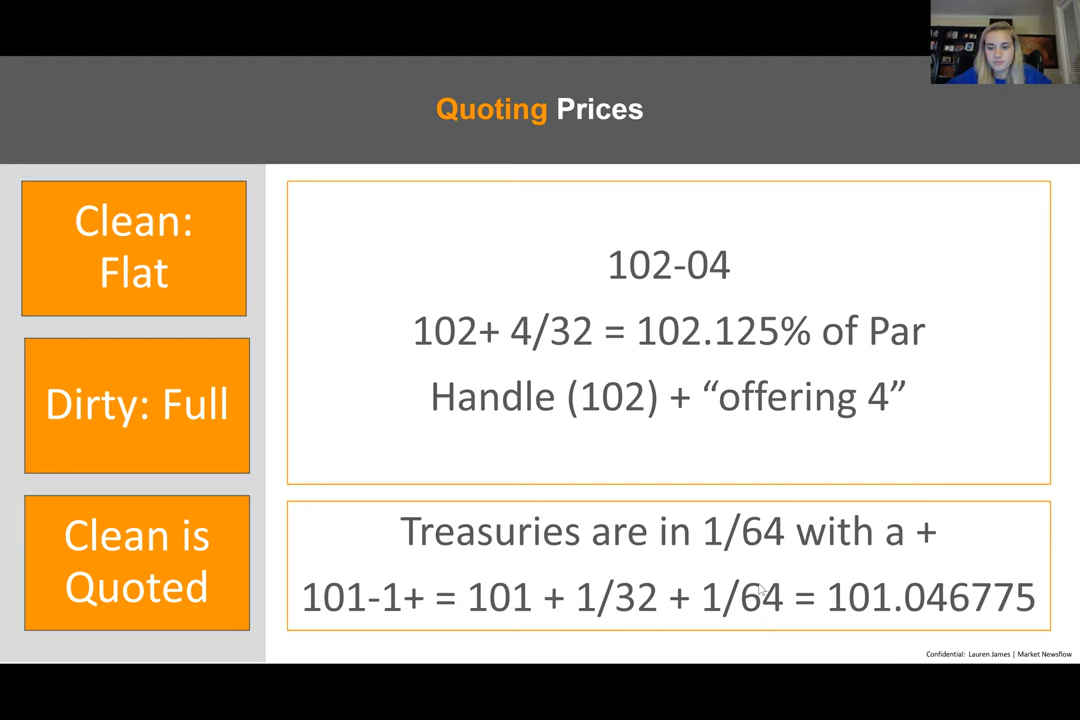 Quoting Prices
Clean:
Flat
Dirty: Full
Clean is
Quoted
102-04
102+ 4/32 = 102.125% of Par
Handle (102) + “offering 4”
Treasuries are in 1/64 with a +
101-1+ = 101 + 1/32 + 1/64 = 101.046775
Confidential: Lauren James | Market Newsflow